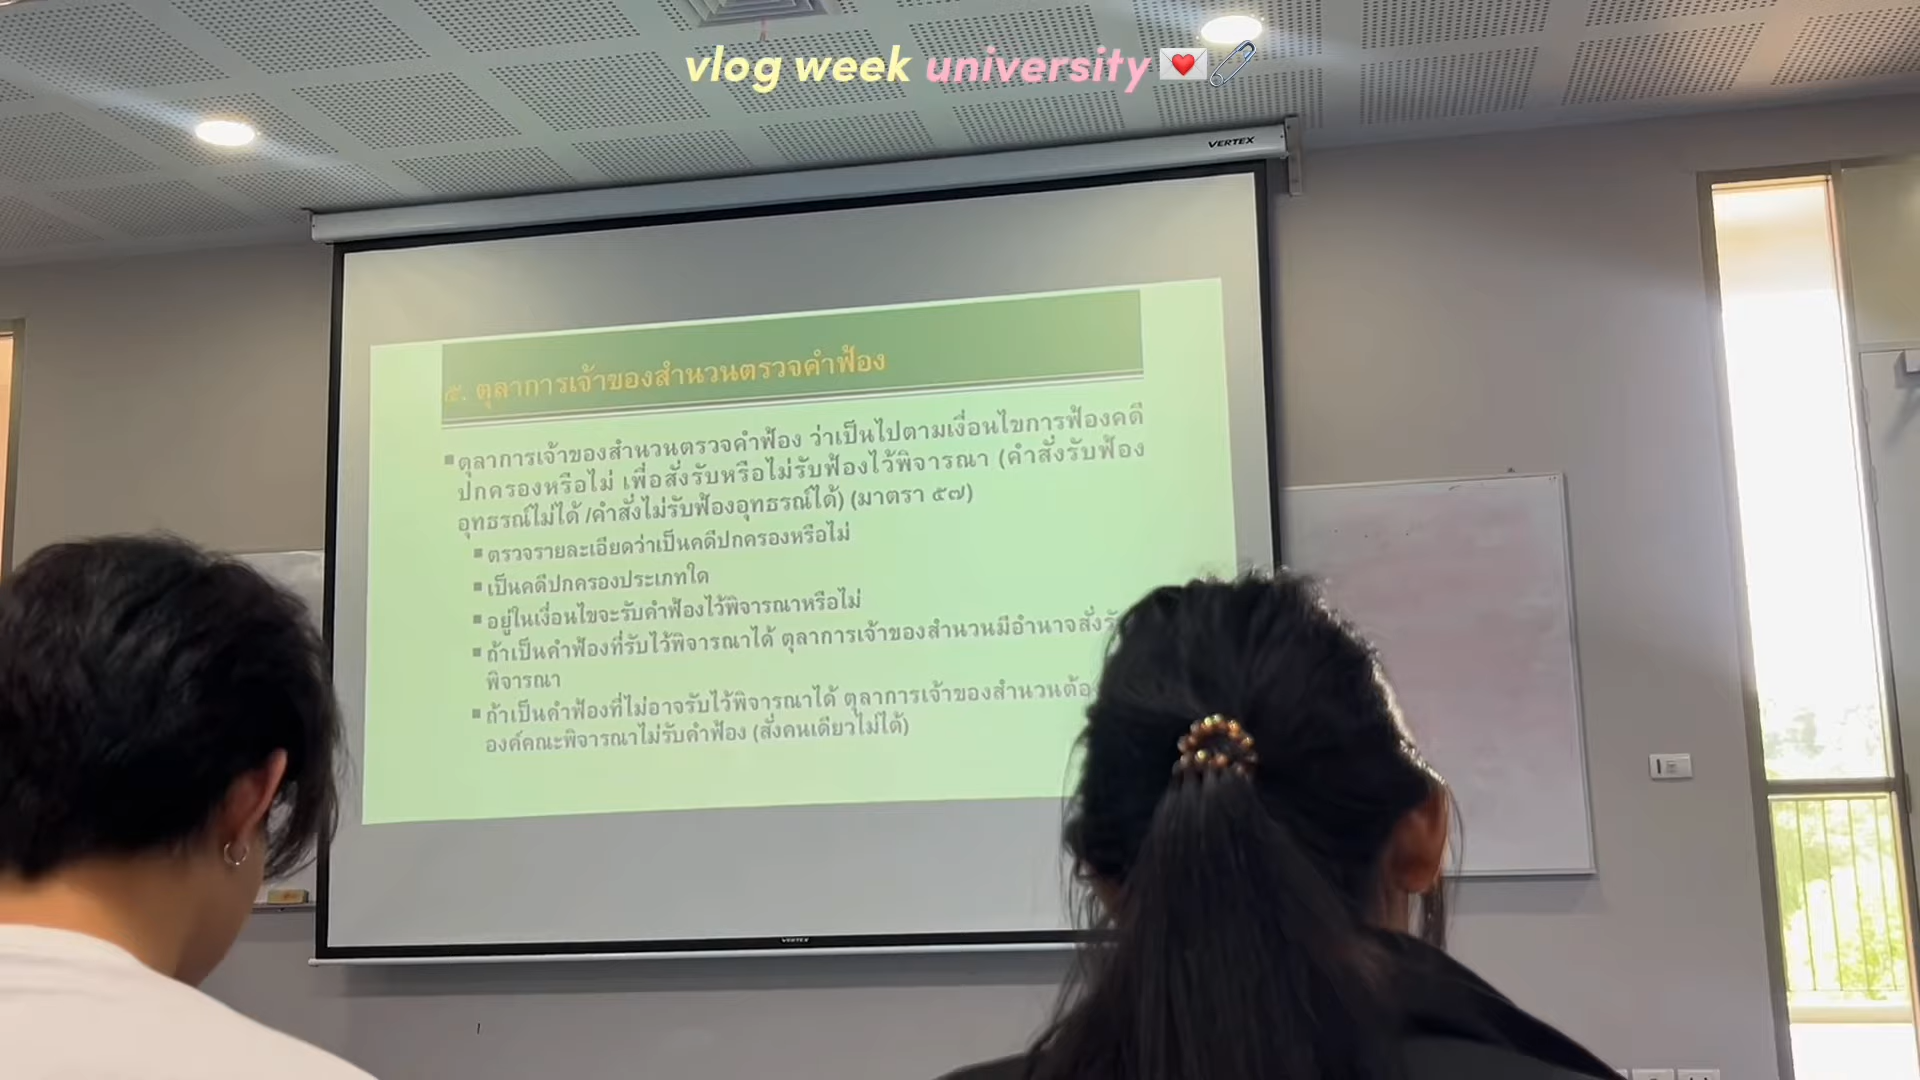 vlog week university
VERTEX
๕. ตุลาการเจ้าของสำนวนตรวจคำฟ้อง
ตุลาการเจ้าของสำนวนตรวจคำฟ้อง ว่าเป็นไปตามเงื่อนไขการฟ้องคดี
ปกครองหรือไม่ เพื่อสั่งรับหรือไม่รับฟ้องไว้พิจารณา (คำสั่งรับฟ้อง
อุทธรณ์ไม่ได้ /คำสั่งไม่รับฟ้องอุทธรณ์ได้) (มาตรา ๕๗)
ตรวจรายละเอียดว่าเป็นคดีปกครองหรือไม่
เป็นคดีปกครองประเภทใด
อยู่ในเงื่อนไขจะรับคำฟ้องไว้พิจารณาหรือไม่
ถ้าเป็นคำฟ้องที่รับไว้พิจารณาได้ ตุลาการเจ้าของสำนวนมีอำนาจสั่ง
พิจารณา
ถ้าเป็นคำฟ้องที่ไม่อาจรับไว้พิจารณาได้ ตุลาการเจ้าของสำนวน
องค์คณะพิจารณาไม่รับคำฟ้อง (สั่งคนเดียวไม่ได้)
VERTEX